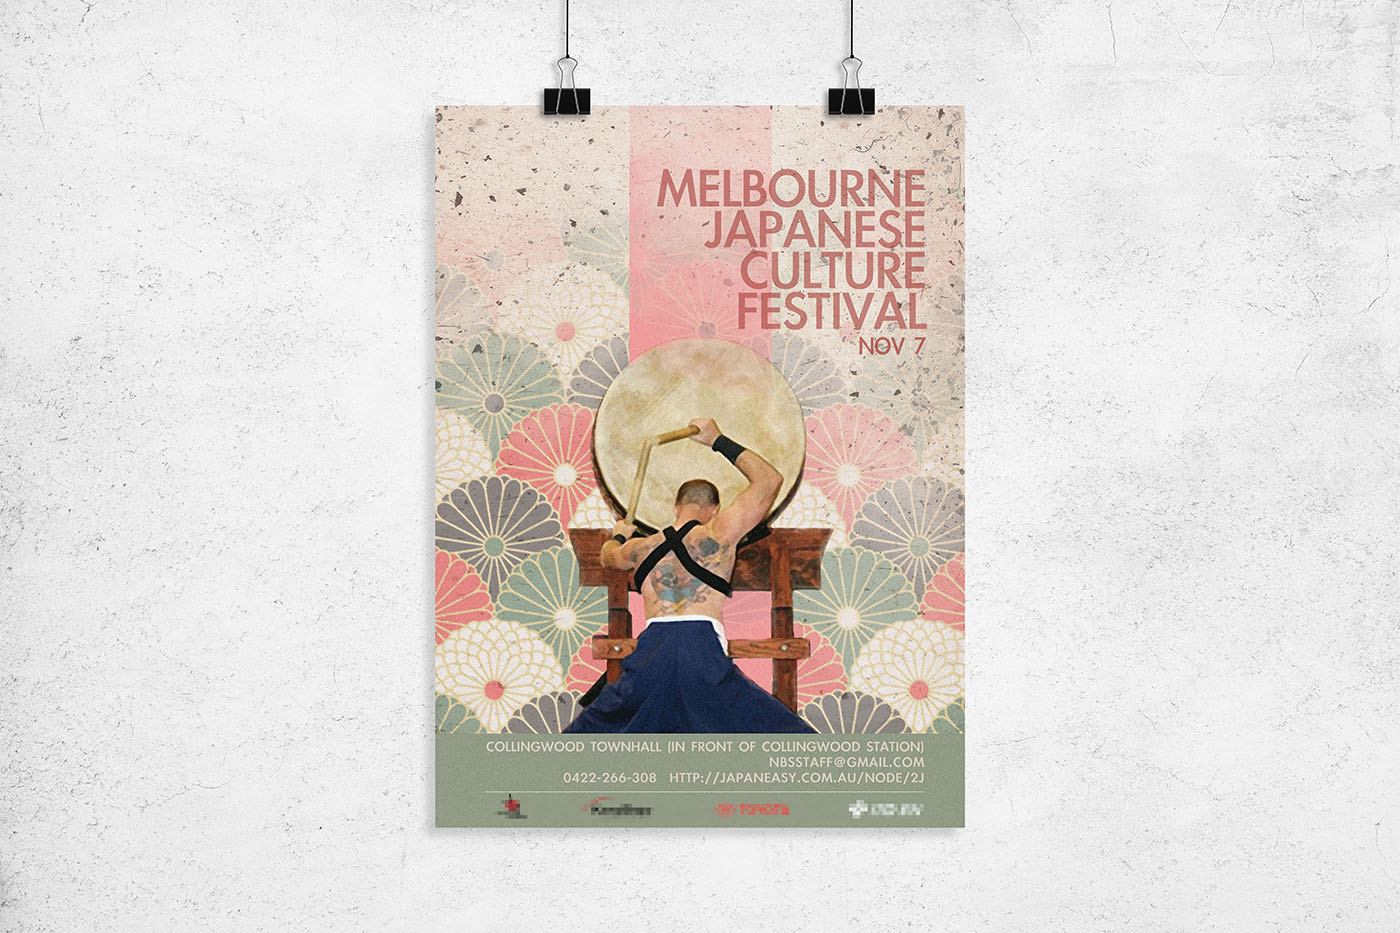 MELBOURNE
JAPANESE
CULTURE
FESTIVAL
NOV 7
COLLINGWOOD TOWNHALL (IN FRONT OF COLLINGWOOD STATION)
NBSSTAFF@GMAIL.COM
0422-266-308 HTTP://JAPANEASY.COM.AU/NODE/2J